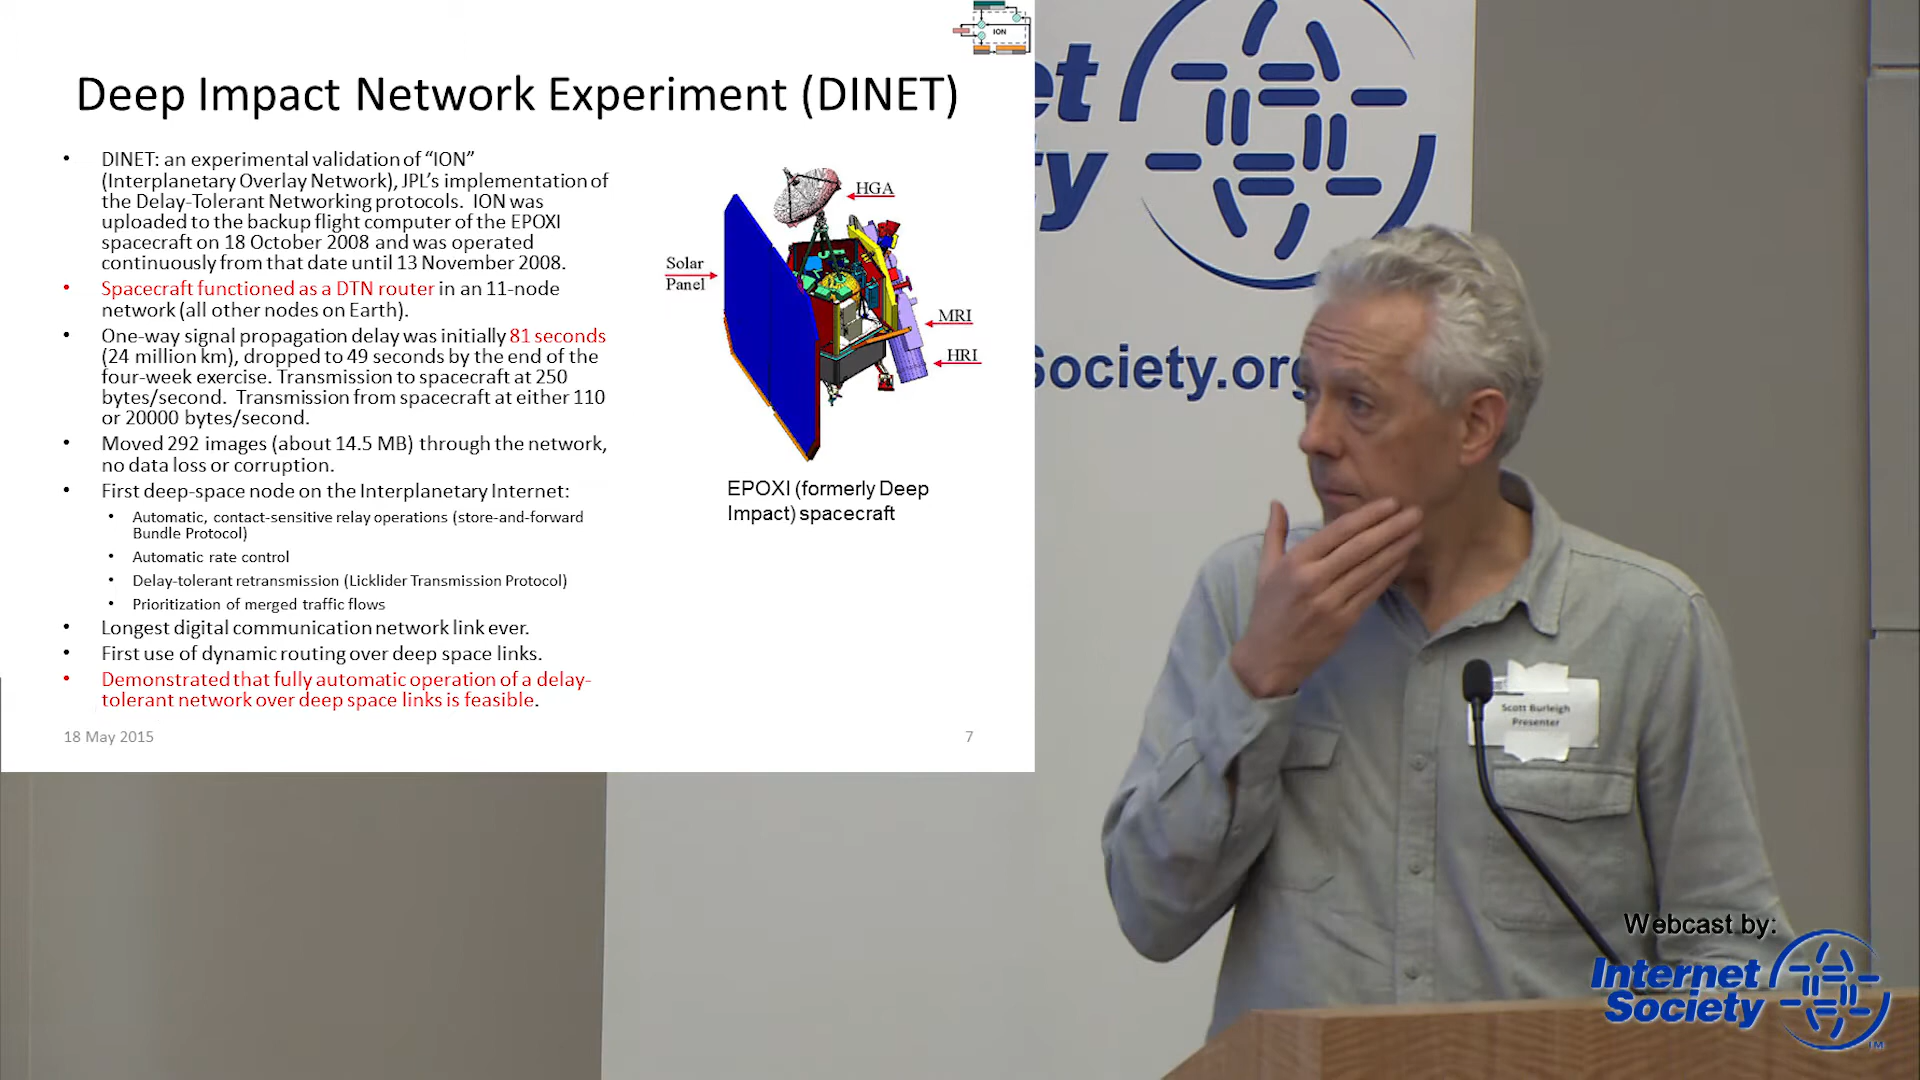 ION
Deep Impact Network Experiment (DINET)
• DINET: an experimental validation of “ION”
(Interplanetary Overlay Network), JPL’s implementation of
the Delay-Tolerant Networking protocols. ION was
uploaded to the backup flight computer of the EPOXI
spacecraft on 18 October 2008 and was operated
continuously from that date until 13 November 2008.
• Spacecraft functioned as a DTN router in an 11-node
network (all other nodes on Earth).
• One-way signal propagation delay was initially 81 seconds
(24 million km), dropped to 49 seconds by the end of the
four-week exercise. Transmission to spacecraft at 250
bytes/second. Transmission from spacecraft at either 110
or 20000 bytes/second.
• Moved 292 images (about 14.5 MB) through the network,
no data loss or corruption.
• First deep-space node on the Interplanetary Internet:
• Automatic, contact-sensitive relay operations (store-and-forward
Bundle Protocol)
• Automatic rate control
• Delay-tolerant retransmission (Licklider Transmission Protocol)
• Prioritization of merged traffic flows
• Longest digital communication network link ever.
• First use of dynamic routing over deep space links.
• Demonstrated that fully automatic operation of a delay-
tolerant network over deep space links is feasible.
HGA
Solar
Panel
MRI
HRI
EPOXI (formerly Deep
Impact) spacecraft
18 May 2015
7
et
ty
Society.org
Scott Burleigh
Presenter
Webcast by:
Internet
Society
TM